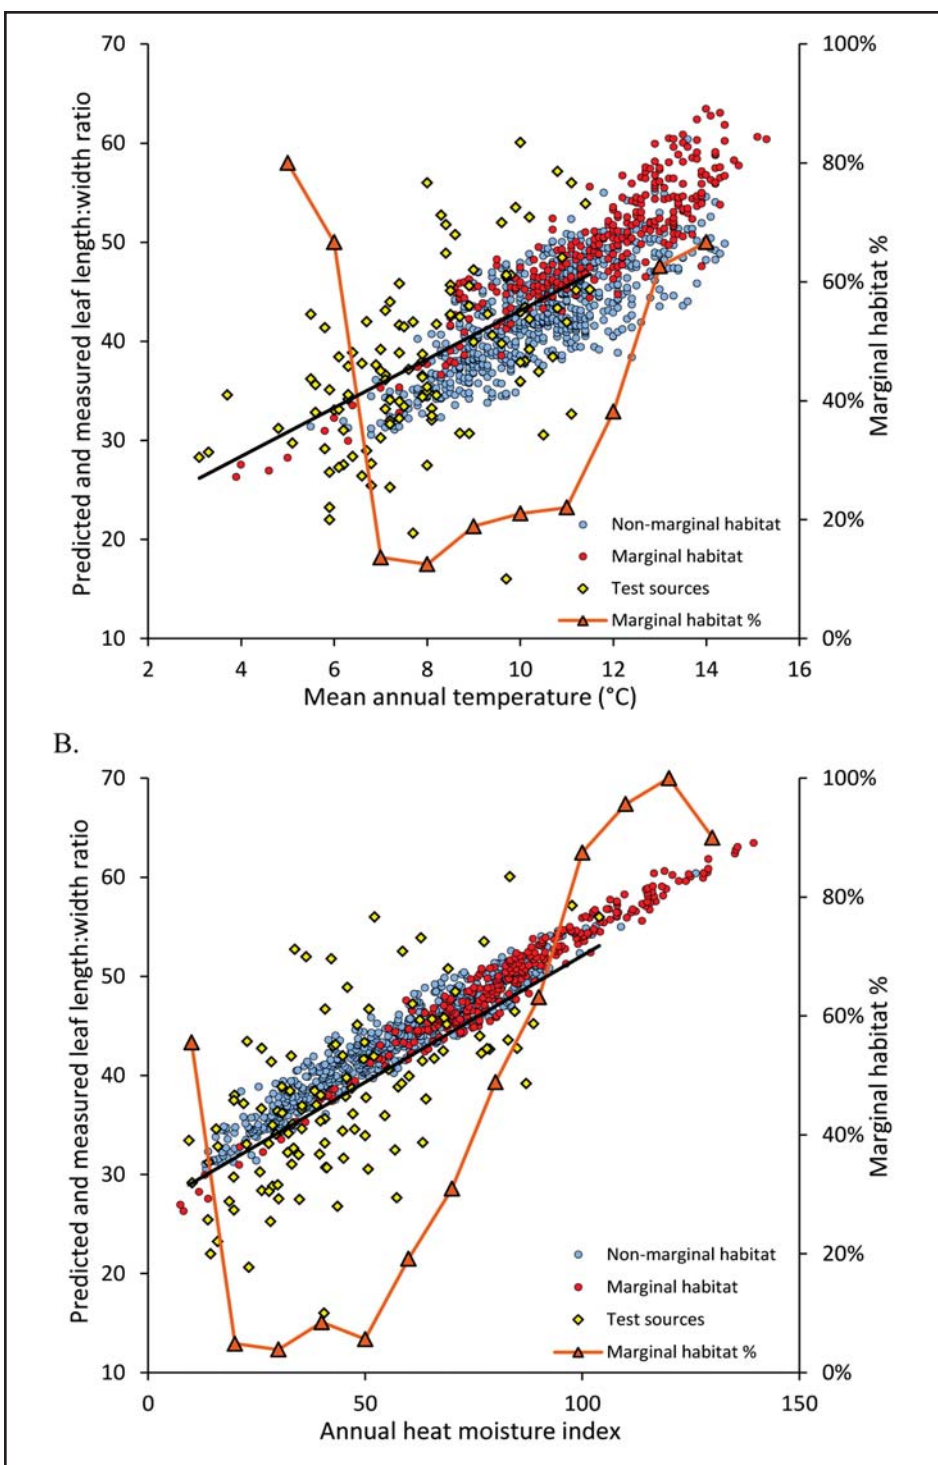 70
60
50
40
30
20
10
Predicted and measured leaf length:width ratio
100%
80%
60%
40%
20%
0%
Marginal habitat %
Non-marginal habitat
Marginal habitat
Test sources
Marginal habitat %
2 4 6 8 10 12 14 16
Mean annual temperature (°C)
B.
70
60
50
40
30
20
10
Predicted and measured leaf length:width ratio
100%
80%
60%
40%
20%
0%
Marginal habitat %
Non-marginal habitat
Marginal habitat
Test sources
Marginal habitat %
0 50 100 150
Annual heat moisture index